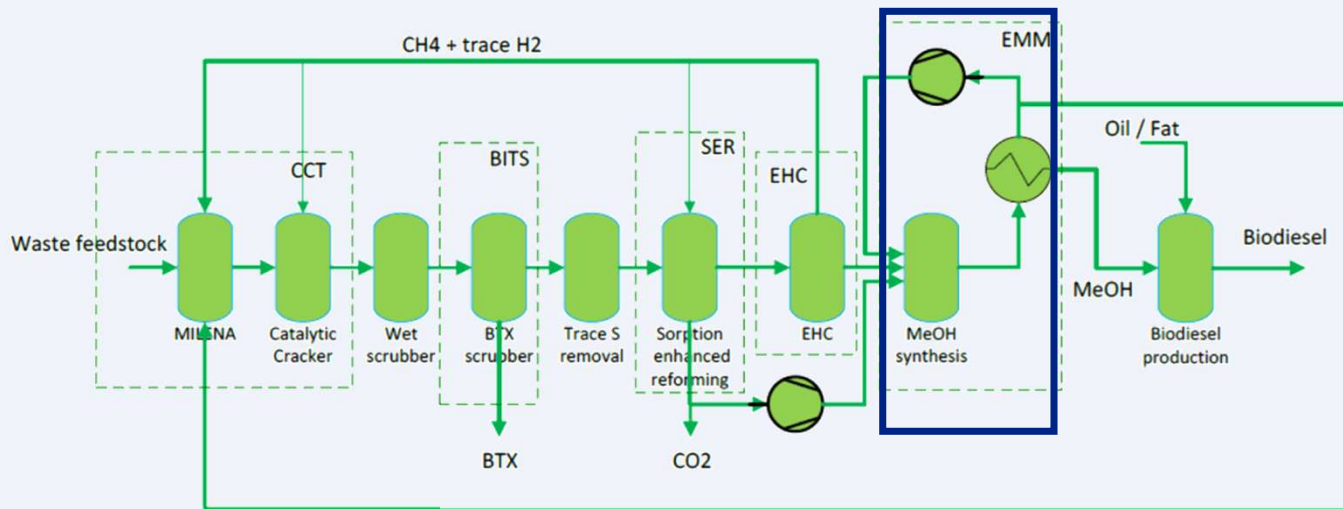 CH4 + trace H2
EMM
Oil / Fat
SER
CCT
BITS
EHC
Waste feedstock
Biodiesel
MeOH
MILENA
Catalytic
Cracker
Wet
scrubber
BTX
scrubber
Trace S
removal
Sorption
enhanced
reforming
EHC
MeOH
synthesis
Biodiesel
production
BTX
CO2